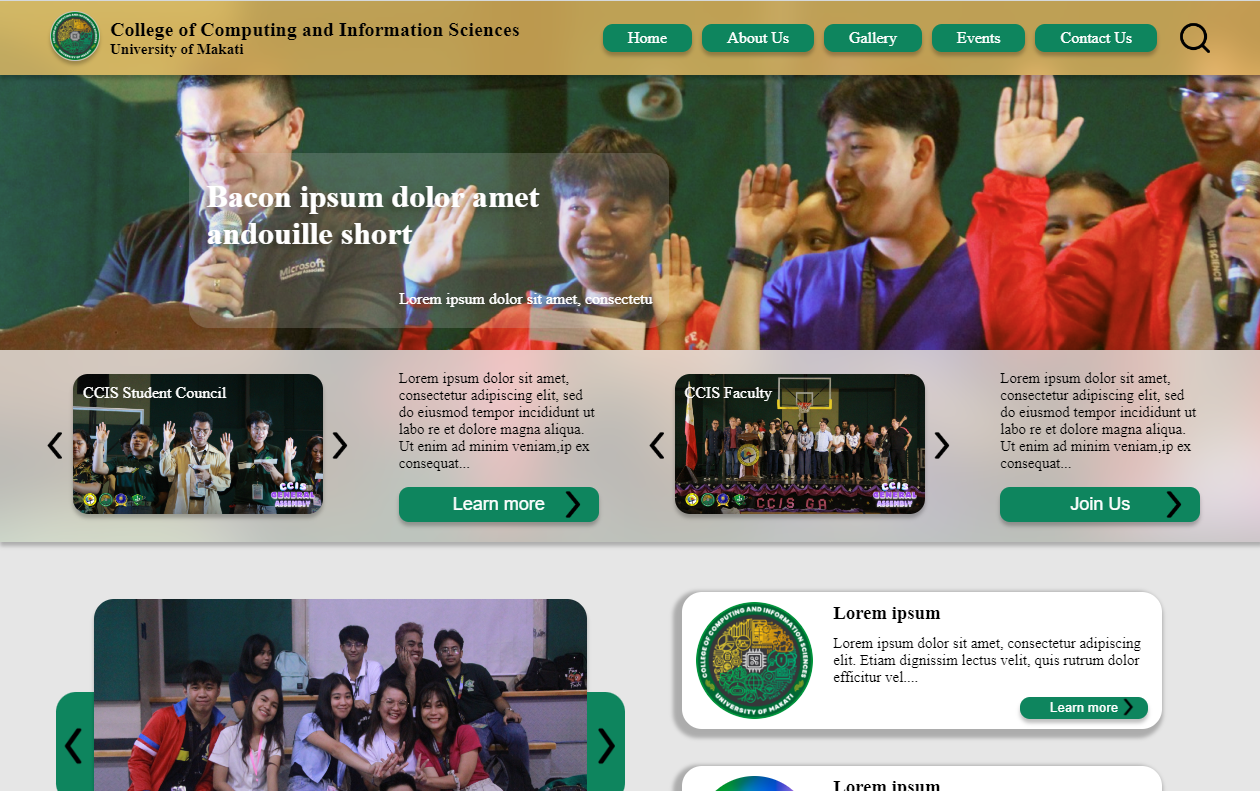 College of Computing and Information Sciences
University of Makati
Home
About Us
Gallery
Events
Contact Us
Bacon ipsum dolor amet
andouille short
Microsoft
Lorem ipsum dolor sit amet, consectetu
CCIS Student Council
CCIS
GENERAL
ASSEMBLY
Lorem ipsum dolor sit amet,
consectetur adipiscing elit, sed
do eiusmod tempor incididunt ut
labo re et dolore magna aliqua.
Ut enim ad minim veniam,ip ex
consequat...
Learn more
CCIS Faculty
CCIS GA
CCIS
GENERAL
ASSEMBLY
Lorem ipsum dolor sit amet,
consectetur adipiscing elit, sed
do eiusmod tempor incididunt ut
labo re et dolore magna aliqua.
Ut enim ad minim veniam,ip ex
consequat...
Join Us
COLLEGE OF COMPUTING AND INFORMATION SCIENCES
UNIVERSITY OF MAKATI
Lorem ipsum
Lorem ipsum dolor sit amet, consectetur adipiscing
elit. Etiam dignissim lectus velit, quis rutrum dolor
efficitur vel....
Learn more
Lorem ipsum